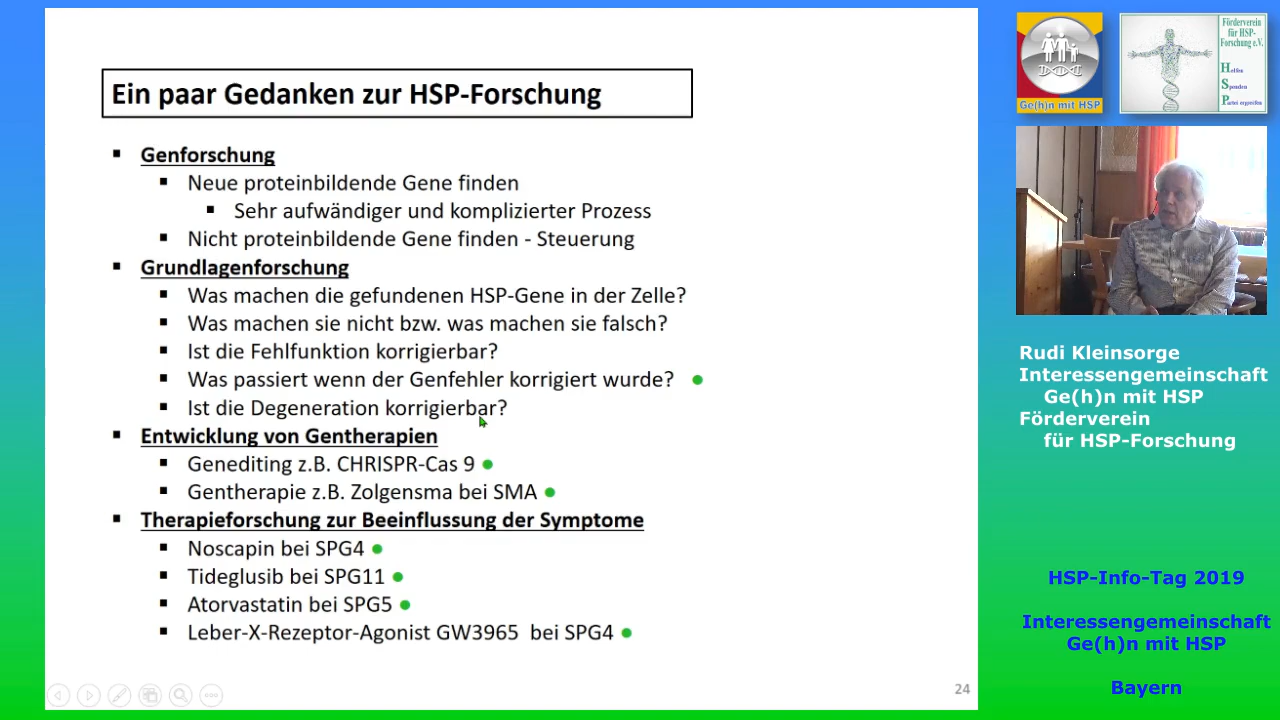 Ein paar Gedanken zur HSP-Forschung
Genforschung
Neue proteinbildende Gene finden
Sehr aufwändiger und komplizierter Prozess
Nicht proteinbildende Gene finden - Steuerung
Grundlagenforschung
Was machen die gefundenen HSP-Gene in der Zelle?
Was machen sie nicht bzw. was machen sie falsch?
Ist die Fehlfunktion korrigierbar?
Was passiert wenn der Genfehler korrigiert wurde?
Ist die Degeneration korrigierbar?
Entwicklung von Gentherapien
Genediting z.B. CHRISPR-Cas 9
Gentherapie z.B. Zolgensma bei SMA
Therapieforschung zur Beeinflussung der Symptome
Noscapin bei SPG4
Tideglusib bei SPG11
Atorvastatin bei SPG5
Leber-X-Rezeptor-Agonist GW3965 bei SPG4
24
Ge(h)n mit HSP
Förderverein
für HSP-
Forschung e.V.
Helfen
Spenden
Partei ergreifen
Rudi Kleinsorge
Interessengemeinschaft
Ge(h)n mit HSP
Förderverein
für HSP-Forschung
HSP-Info-Tag 2019
Interessengemeinschaft
Ge(h)n mit HSP
Bayern